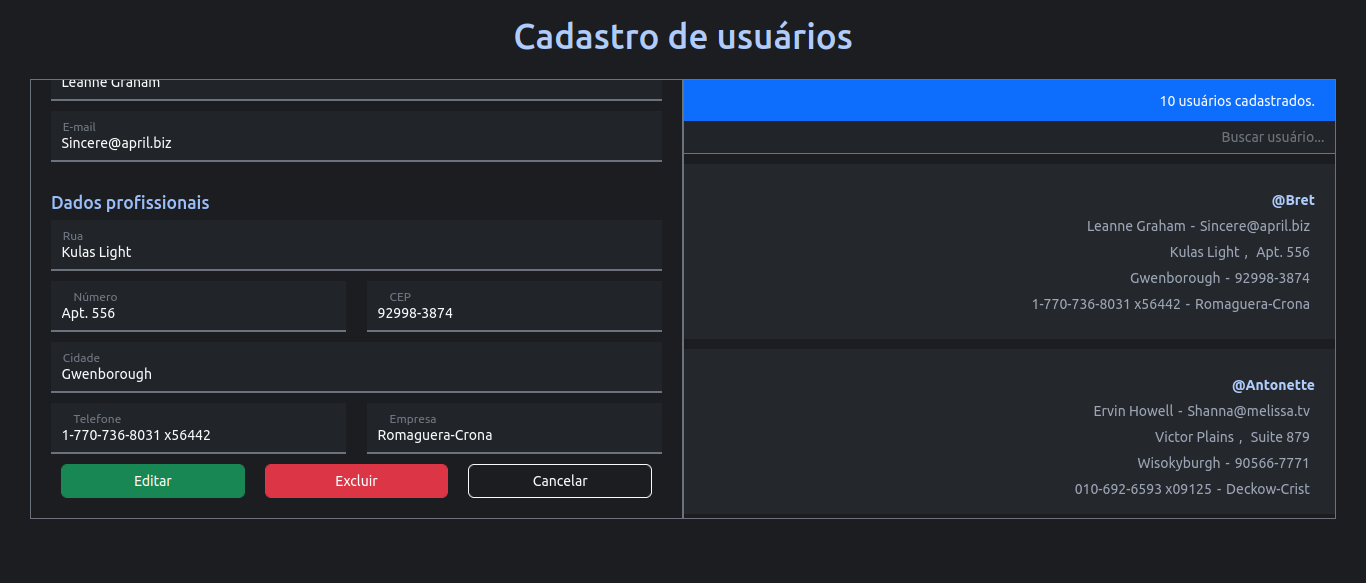 Cadastro de usuários
Leanne Graham
E-mail
Sincere@april.biz
Dados profissionais
Rua
Kulas Light
Número
Apt. 556
CEP
92998-3874
Cidade
Gwenborough
Telefone
1-770-736-8031 x56442
Empresa
Romaguera-Crona
Editar
Excluir
Cancelar
10 usuários cadastrados.
Buscar usuário...
@Bret
Leanne Graham - Sincere@april.biz
Kulas Light , Apt. 556
Gwenborough - 92998-3874
1-770-736-8031 x56442 - Romaguera-Crona
@Antonette
Ervin Howell - Shanna@melissa.tv
Victor Plains , Suite 879
Wisokyburgh - 90566-7771
010-692-6593 x09125 - Deckow-Crist